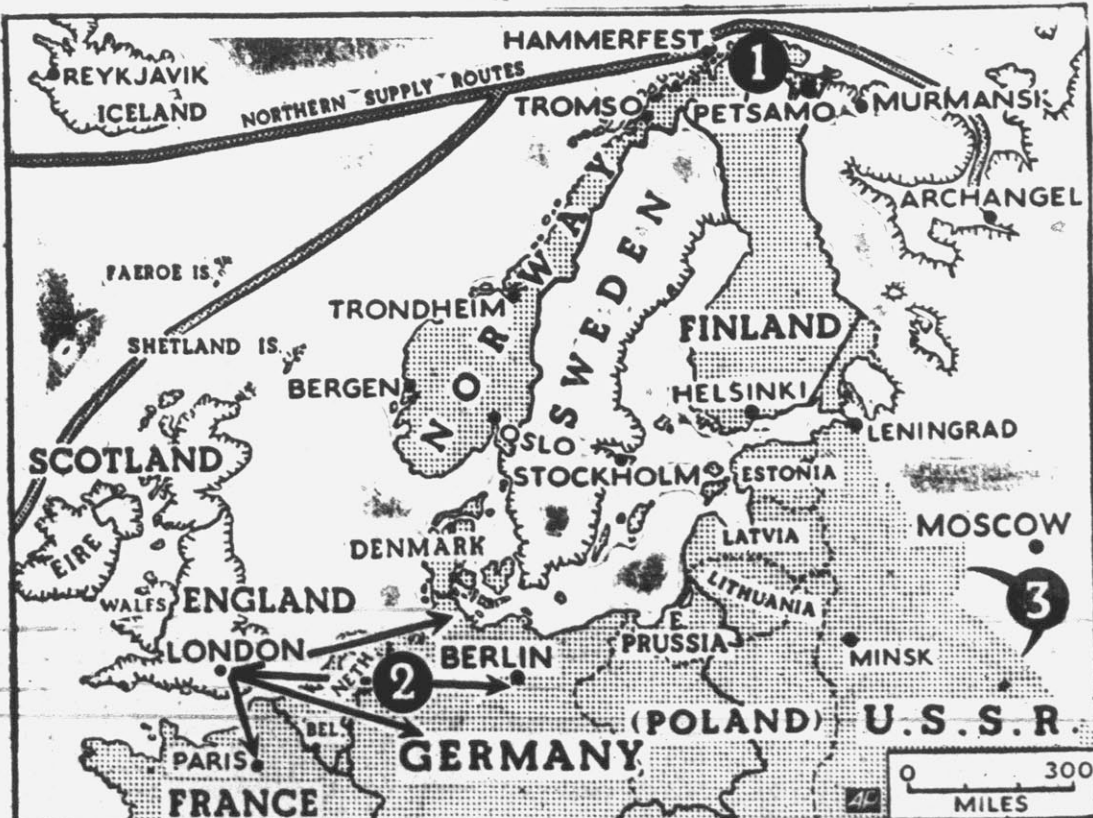 HAMMERFEST
1
REYKJAVIK
ICELAND
NORTHERN SUPPLY ROUTES
TROMSO
PETSAMO
MURMANSK
ARCHANGEL
FAEROE IS.
NORWAY
SWEDEN
TRONDHEIM
FINLAND
SHETLAND IS.
BERGEN
HELSINKI
OSLO
LENINGRAD
SCOTLAND
STOCKHOLM
ESTONIA
MOSCOW
EIRE
DENMARK
LATVIA
LITHUANIA
3
WALES
ENGLAND
E.
PRUSSIA
LONDON
NETH
2
BERLIN
MINSK
(POLAND)
U.S.S.R.
BEL
PARIS
GERMANY
FRANCE
0 300
MILES